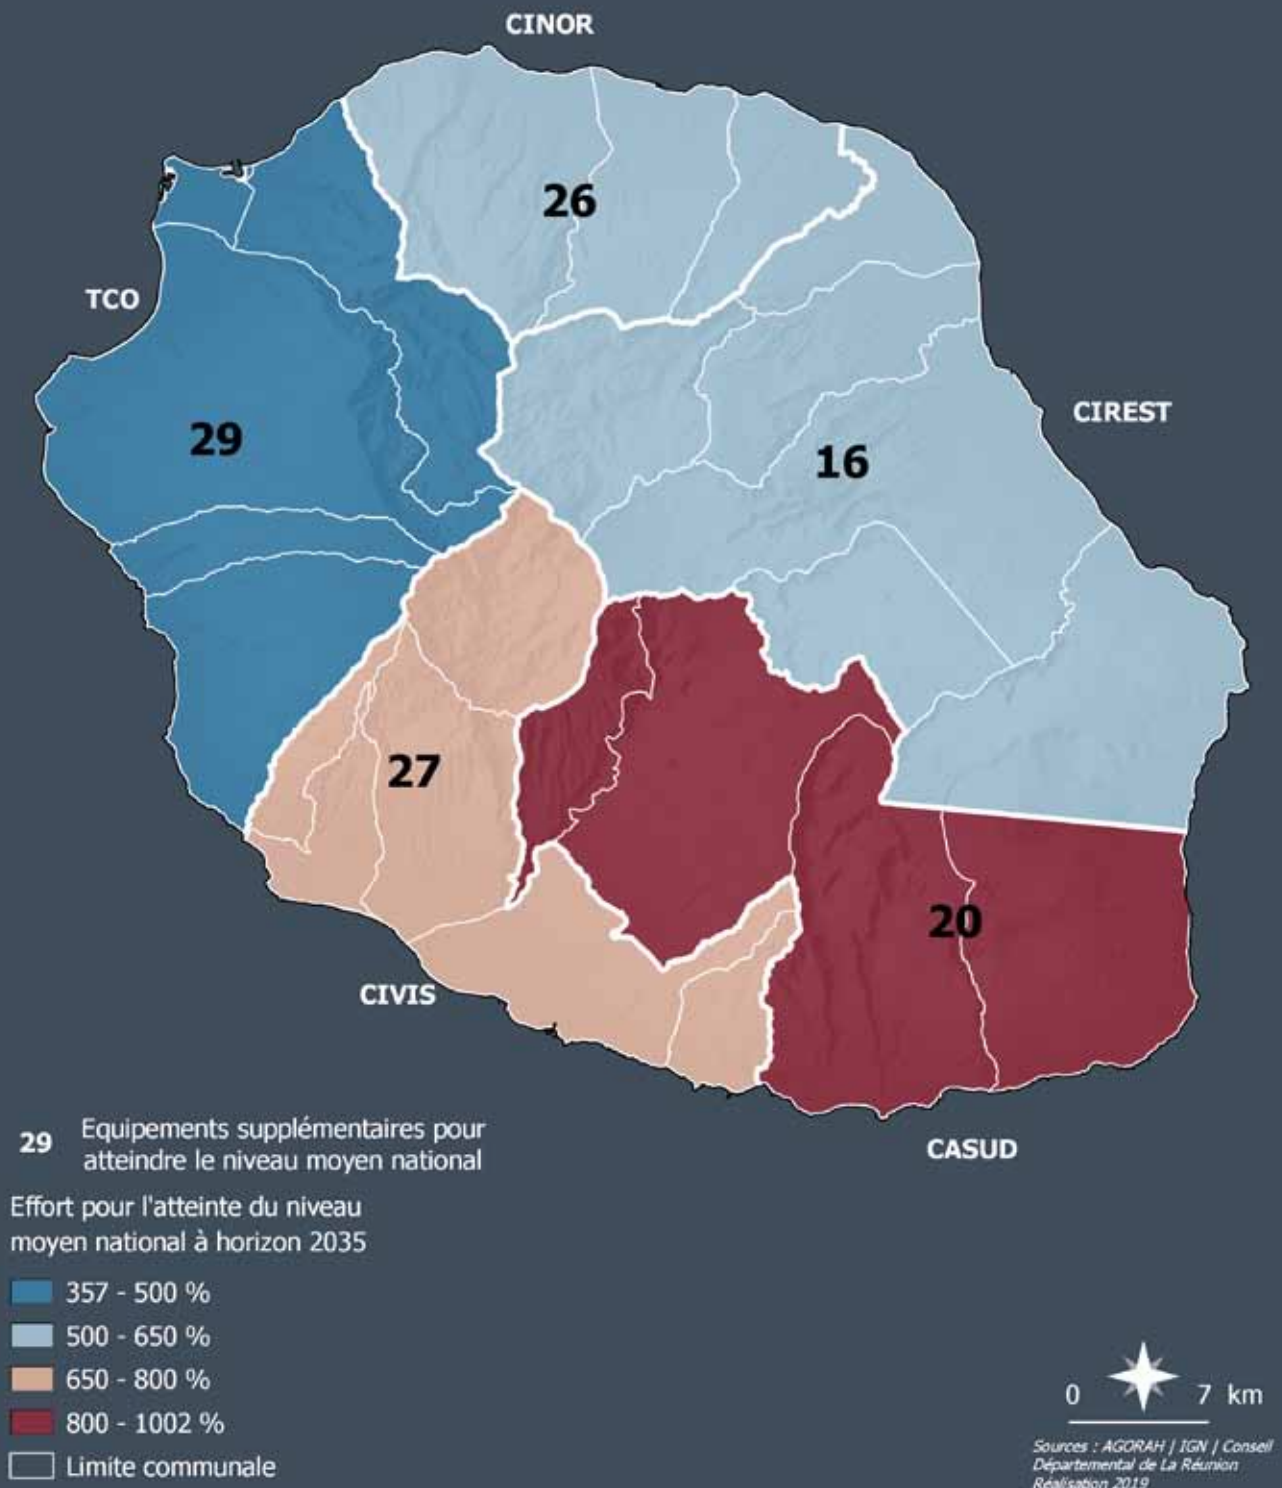 CINOR
26
TCO
CIREST
29
16
27
20
CIVIS
CASUD
29 Equipements supplémentaires pour
atteindre le niveau moyen national
Effort pour l'atteinte du niveau
moyen national à horizon 2035
357 - 500 %
500 - 650 %
650 - 800 %
800 - 1002 %
Limite communale
0 7 km
Sources : AGORAH | IGN | Conseil
Départemental de La Réunion
Réalisation 2019